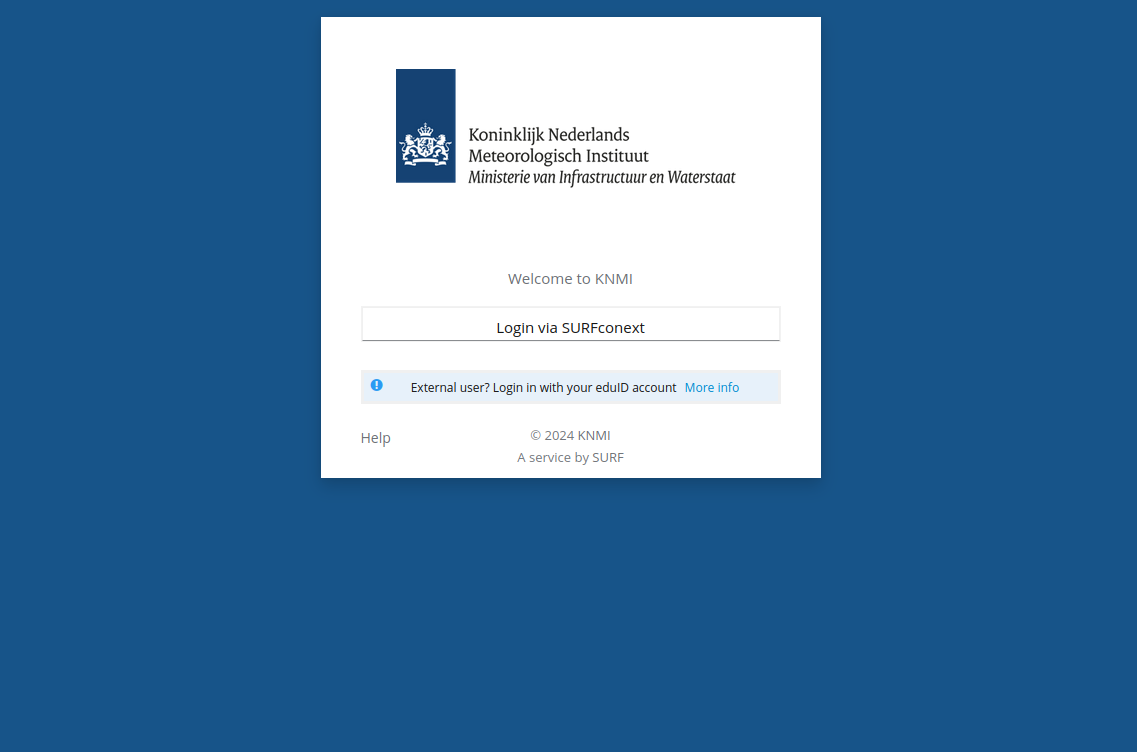 Koninklijk Nederlands
Meteorologisch Instituut
Ministerie van Infrastructuur en Waterstaat
Welcome to KNMI
Login via SURFconext
External user? Login in with your eduID account More info
Help
© 2024 KNMI
A service by SURF